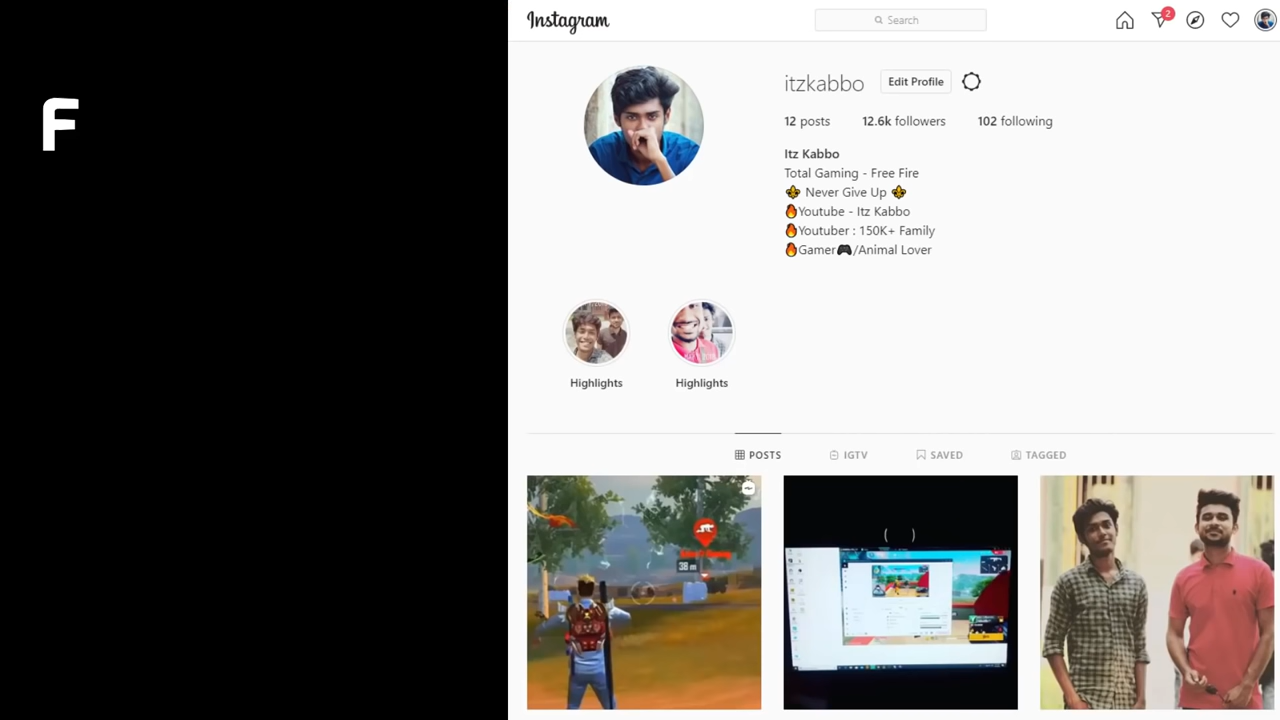 F
Instagram
Search
2
itzkabbo Edit Profile
12 posts 12.6k followers 102 following
Itz Kabbo
Total Gaming - Free Fire
⚜️ Never Give Up ⚜️
🔥Youtube - Itz Kabbo
🔥Youtuber : 150K+ Family
🔥Gamer🎮/Animal Lover
Highlights Highlights
POSTS IGTV SAVED TAGGED
38 m